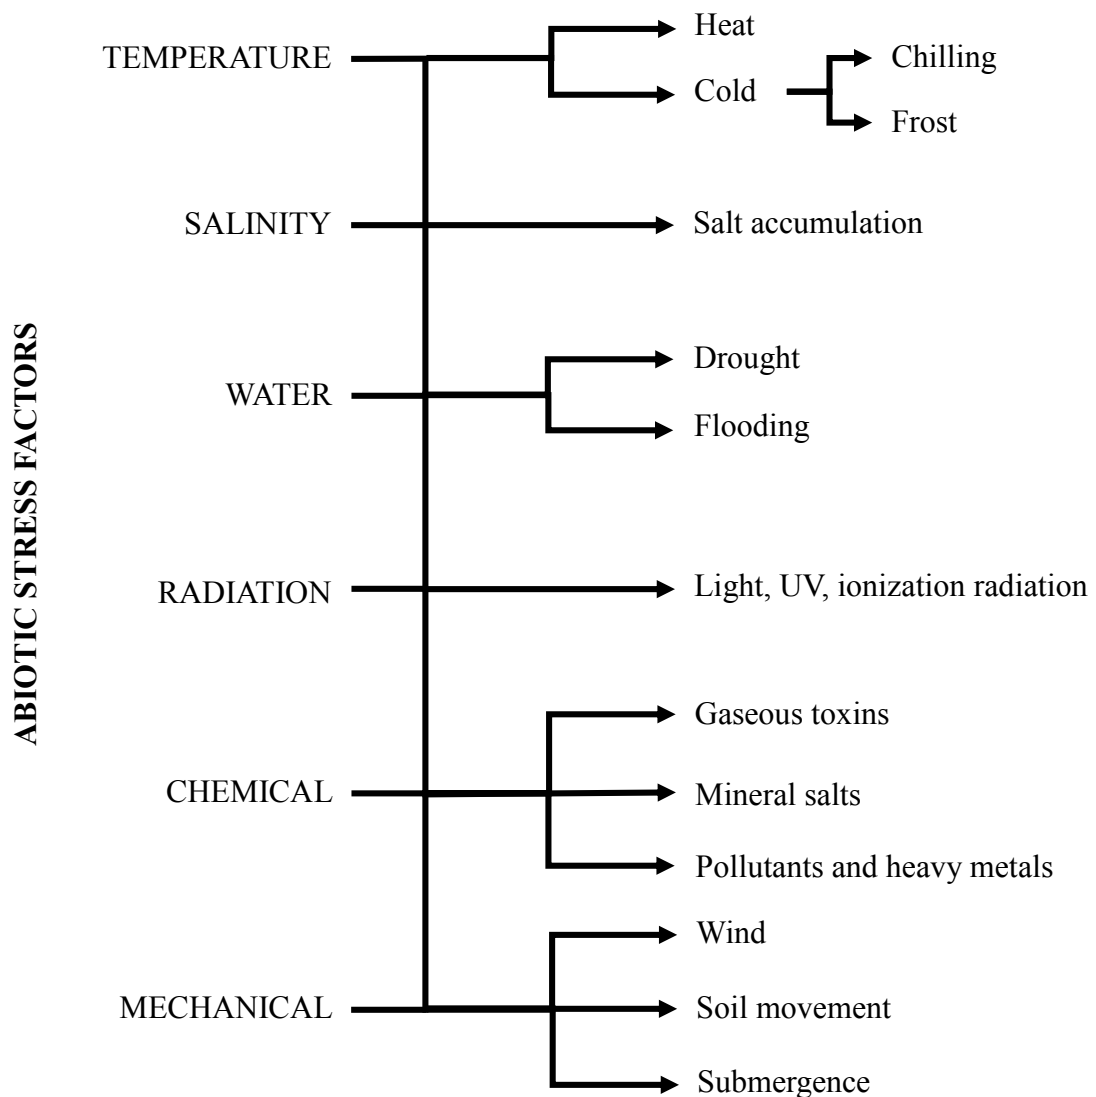 ABIOTIC STRESS FACTORS
TEMPERATURE
Heat
Cold
Chilling
Frost
SALINITY
Salt accumulation
WATER
Drought
Flooding
RADIATION
Light, UV, ionization radiation
CHEMICAL
Gaseous toxins
Mineral salts
Pollutants and heavy metals
MECHANICAL
Wind
Soil movement
Submergence